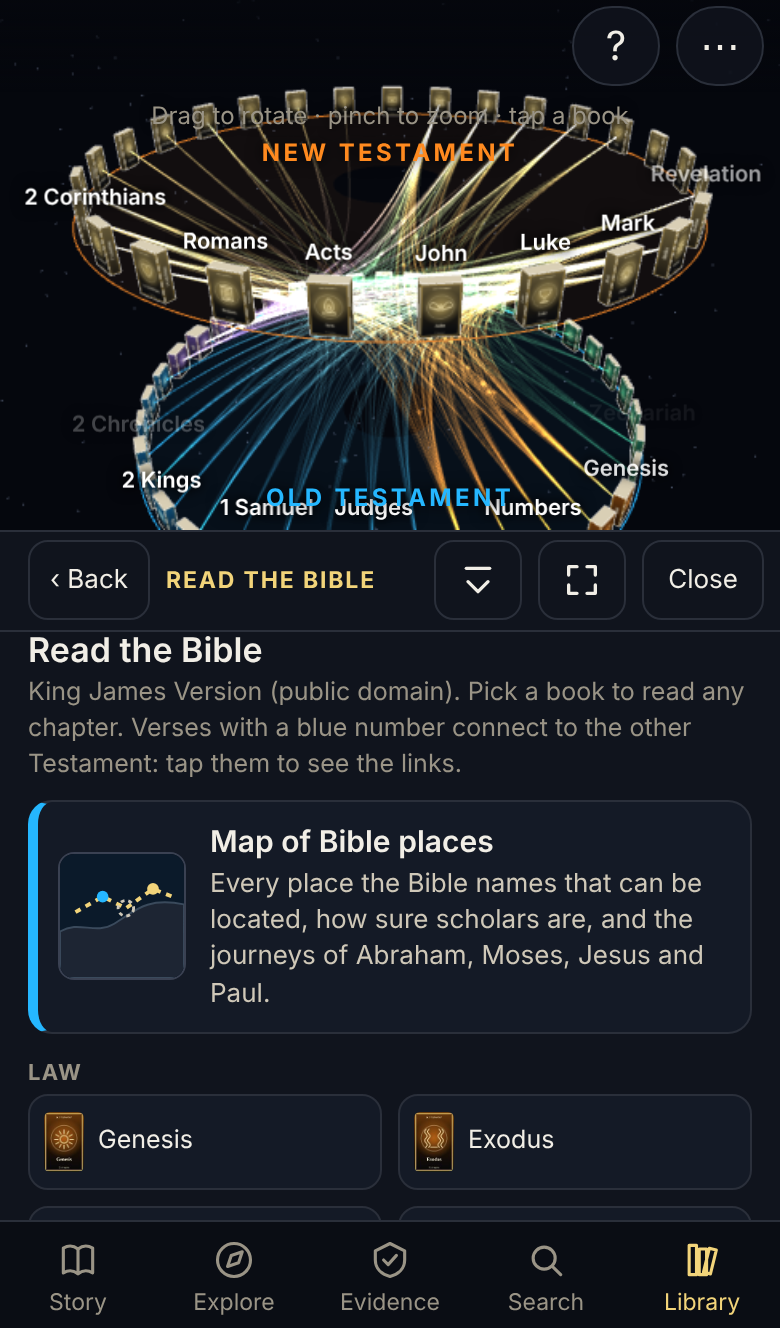 ?
...
Drag to rotate · pinch to zoom · tap a book
NEW TESTAMENT
Revelation
2 Corinthians
Mark
Romans
Luke
Acts
John
2 Chronicles
Zechariah
Genesis
2 Kings
OLD TESTAMENT
1 Samuel
Judges
Numbers
‹ Back
READ THE BIBLE
Close
Read the Bible
King James Version (public domain). Pick a book to read any
chapter. Verses with a blue number connect to the other
Testament: tap them to see the links.
Map of Bible places
Every place the Bible names that can be
located, how sure scholars are, and the
journeys of Abraham, Moses, Jesus and
Paul.
LAW
Genesis
Genesis
Exodus
Exodus
Story
Explore
Evidence
Search
Library